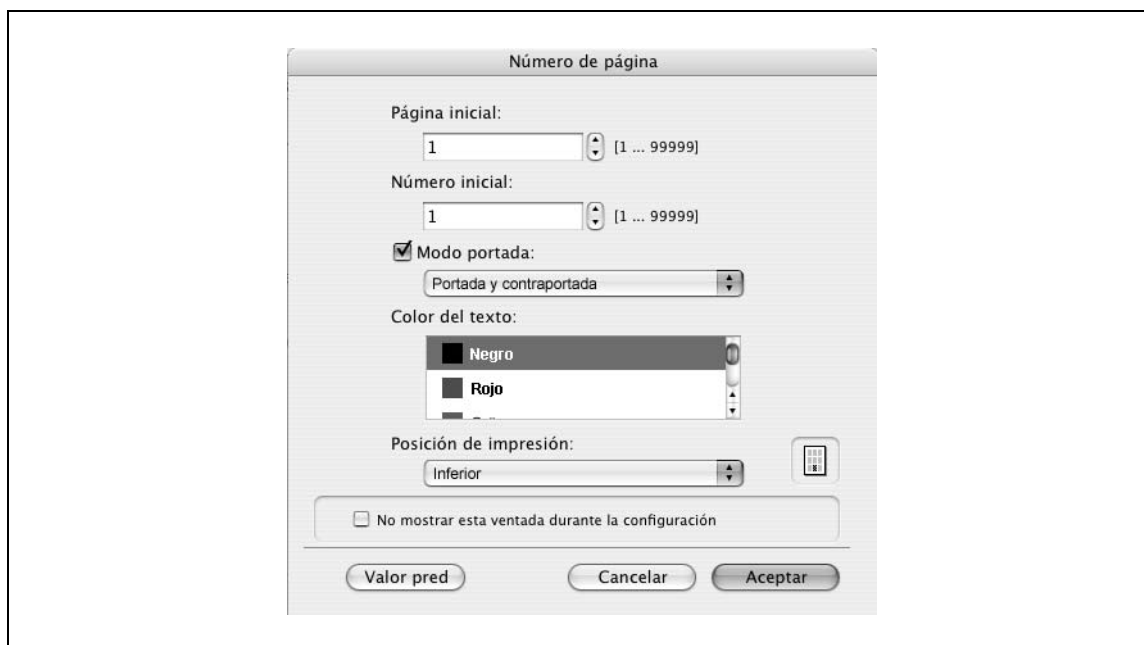 Número de página
Página inicial:
1 [1 ... 99999]
Número inicial:
1 [1 ... 99999]
Modo portada:
Portada y contraportada
Color del texto:
Negro
Rojo
Posición de impresión:
Inferior
No mostrar esta ventada durante la configuración
Valor pred Cancelar Aceptar